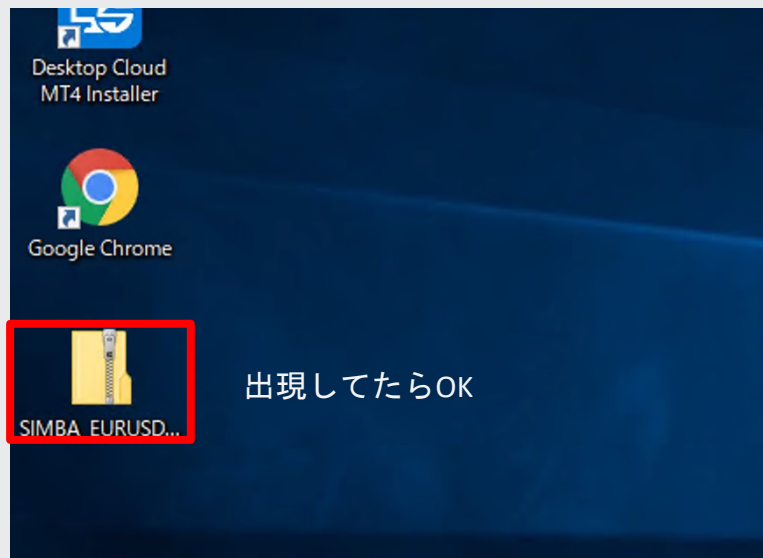 Desktop Cloud
MT4 Installer
Google Chrome
出現してたらOK
SIMBA_EURUSD...